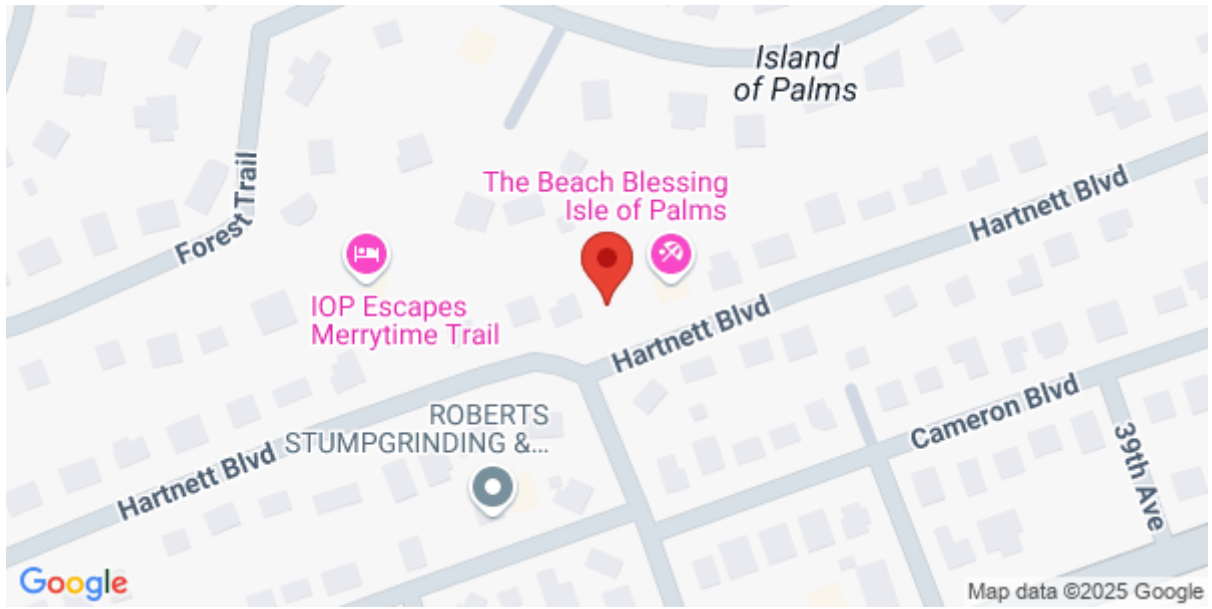 Island
of Palms
Forest Trail
The Beach Blessing
Isle of Palms
Hartnett Blvd
IOP Escapes
Merrytime Trail
Hartnett Blvd
ROBERTS
STUMPGRINDING &...
Hartnett Blvd
Cameron Blvd
39th Ave
Google
Map data ©2025 Google